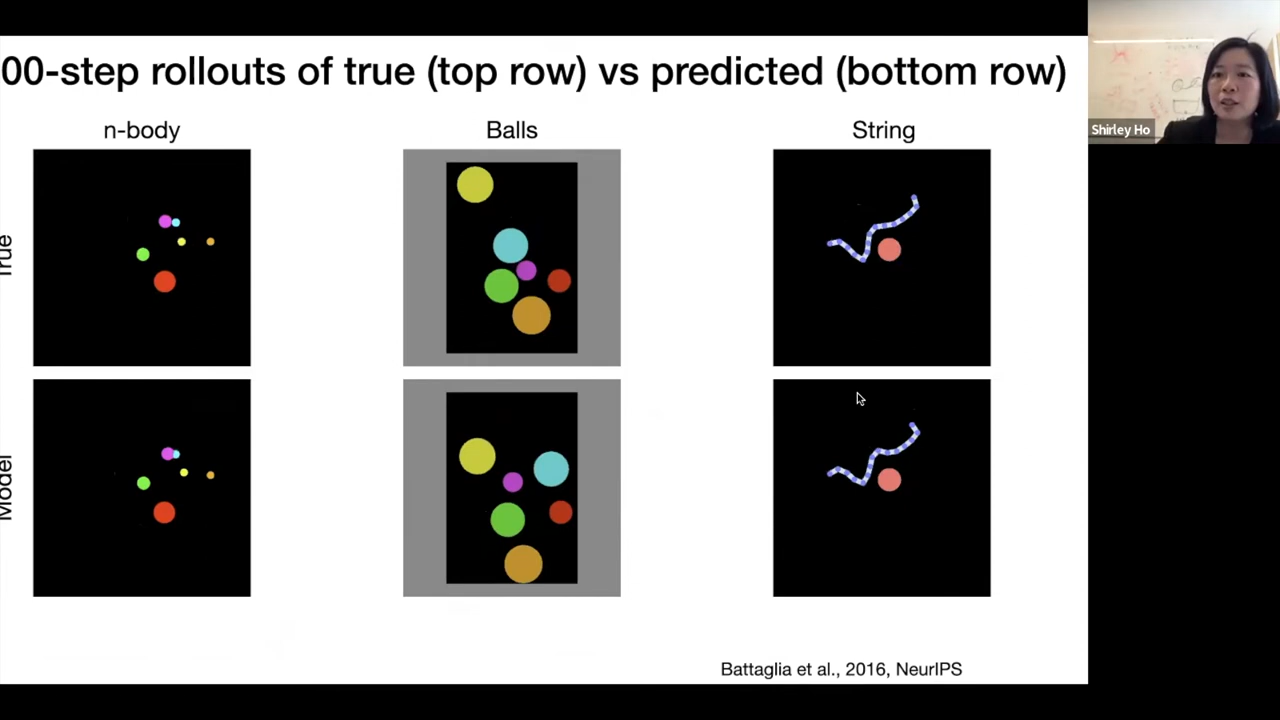 00-step rollouts of true (top row) vs predicted (bottom row)
n-body
Balls
String
True
Model
Battaglia et al., 2016, NeurIPS
Shirley Ho